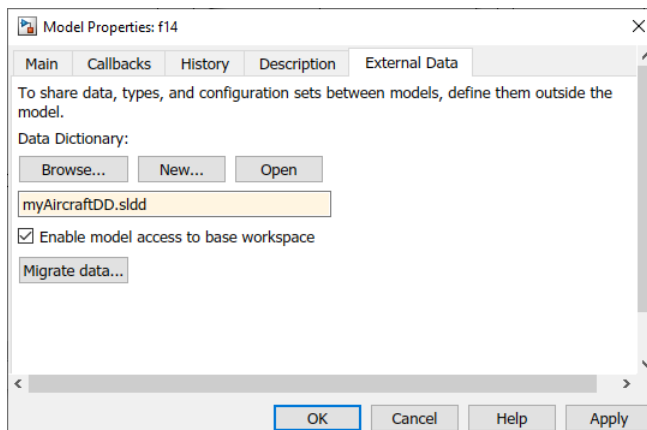 Model Properties: f14
Main Callbacks History Description External Data
To share data, types, and configuration sets between models, define them outside the
model.
Data Dictionary:
Browse... New... Open
myAircraftDD.sldd
Enable model access to base workspace
Migrate data...
OK Cancel Help Apply